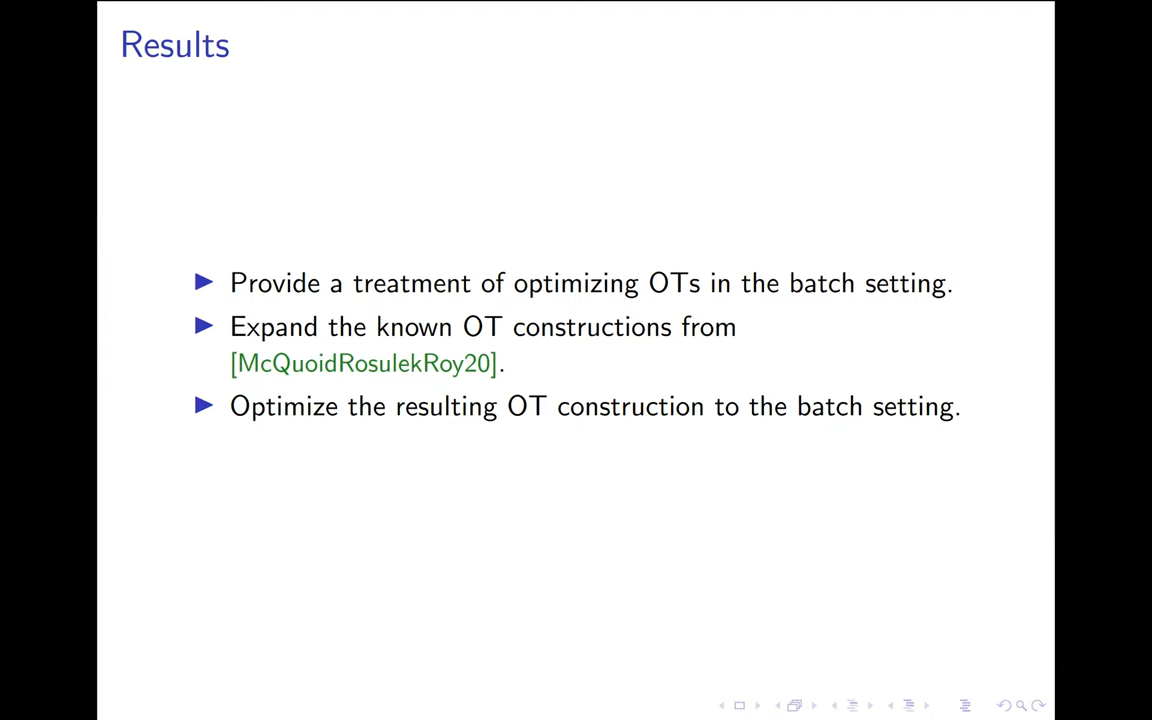 Results
Provide a treatment of optimizing OTs in the batch setting.
Expand the known OT constructions from
[McQuoidRosulekRoy20].
Optimize the resulting OT construction to the batch setting.